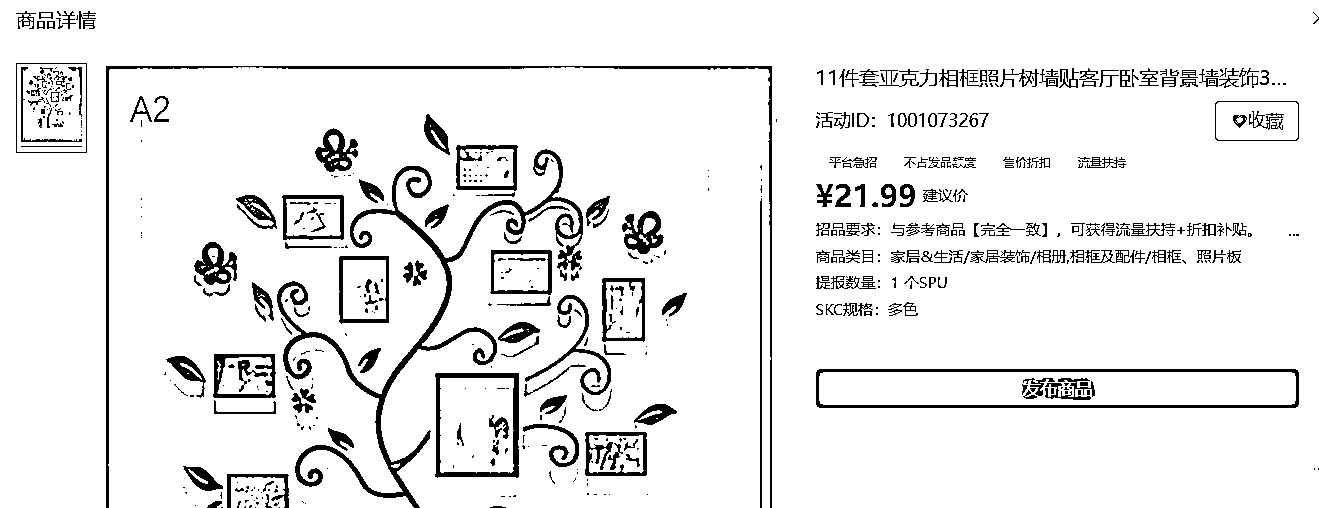 商品详情
A2
11件套亚克力相框照片树墙贴客厅卧室背景墙装饰3...
活动ID：1001073267
收藏
平台急招 不占发品额度 售价折扣 流量扶持
¥21.99 建议价
招品要求：与参考商品【完全一致】，可获得流量扶持+折扣补贴。 ...
商品类目：家居&生活/家居装饰/相册,相框及配件/相框、照片板
提报数量：1 个SPU
SKC规格：多色
发布商品